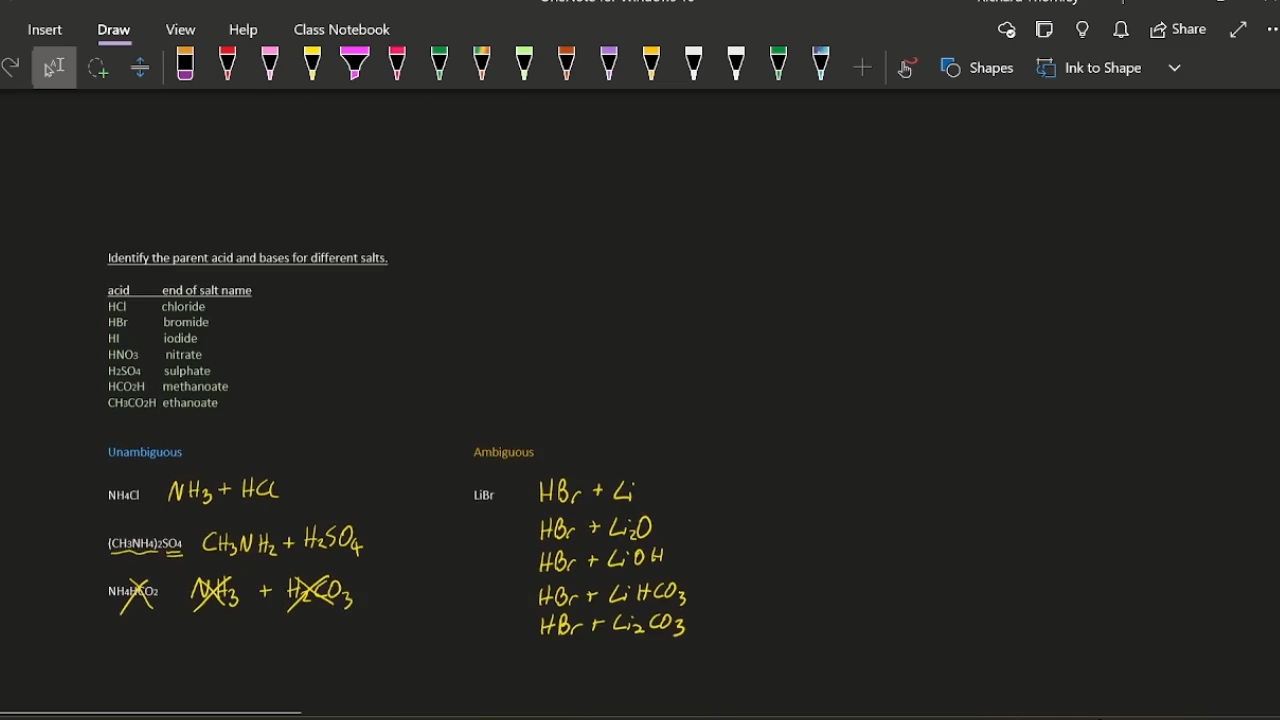 Insert Draw View Help Class Notebook
Share
Shapes Ink to Shape
Identify the parent acid and bases for different salts.
acid end of salt name
HCl chloride
HBr bromide
HI iodide
HNO3 nitrate
H2SO4 sulphate
HCO2H methanoate
CH3CO2H ethanoate
Unambiguous
NH4Cl NH3 + HCl
(CH3NH4)2SO4 CH3NH2 + H2SO4
NH4HCO2 NH3 + H2CO3
Ambiguous
LiBr HBr + Li
HBr + Li2O
HBr + LiOH
HBr + LiHCO3
HBr + Li2CO3